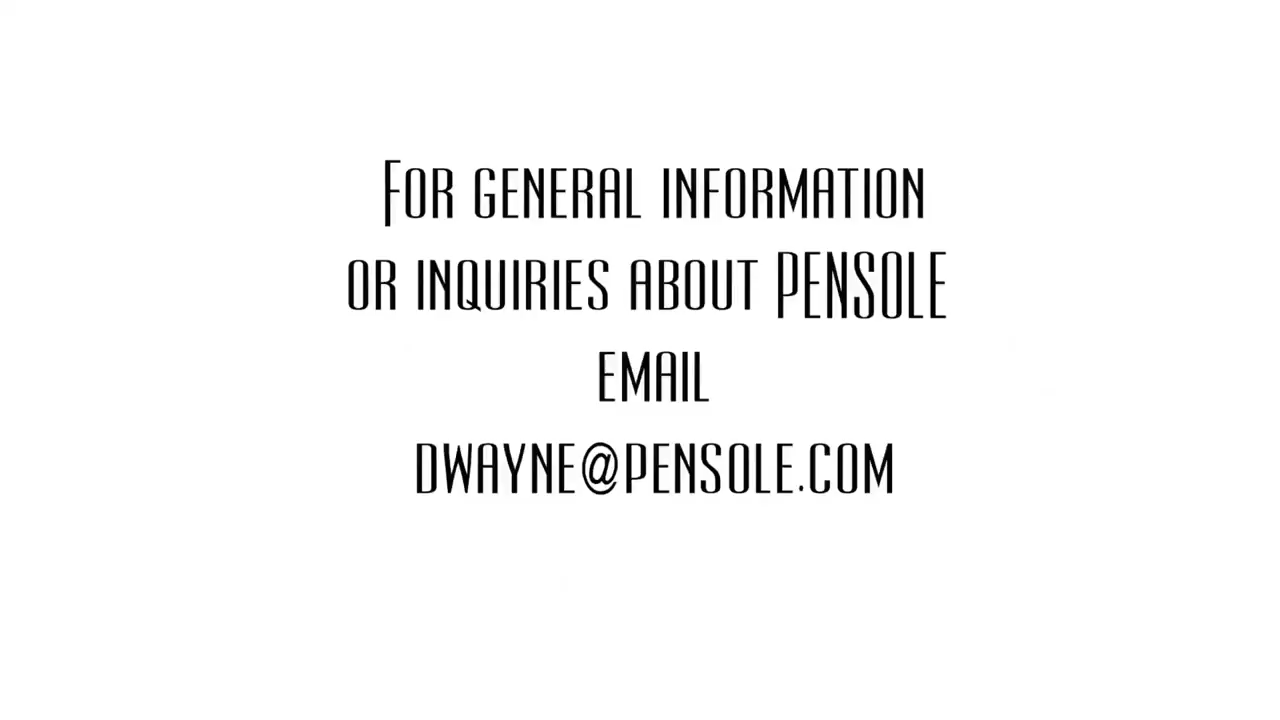 For general information
or inquiries about PENSOLE
email
dwayne@pensole.com